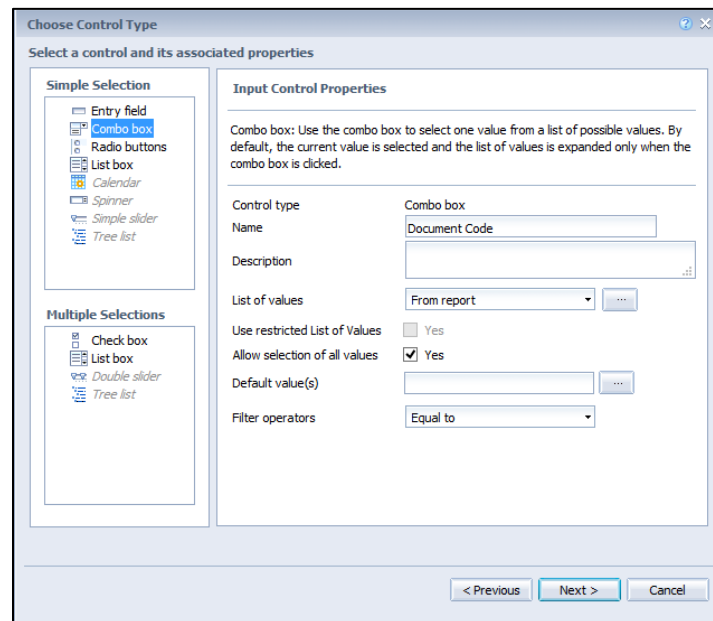 Choose Control Type
Select a control and its associated properties
Simple Selection
Entry field
Combo box
Radio buttons
List box
Calendar
Spinner
Simple slider
Tree list
Multiple Selections
Check box
List box
Double slider
Tree list
Input Control Properties
Combo box: Use the combo box to select one value from a list of possible values. By
default, the current value is selected and the list of values is expanded only when the
combo box is clicked.
Control type Combo box
Name Document Code
Description
List of values From report ...
Use restricted List of Values Yes
Allow selection of all values Yes
Default value(s) ...
Filter operators Equal to
< Previous Next > Cancel